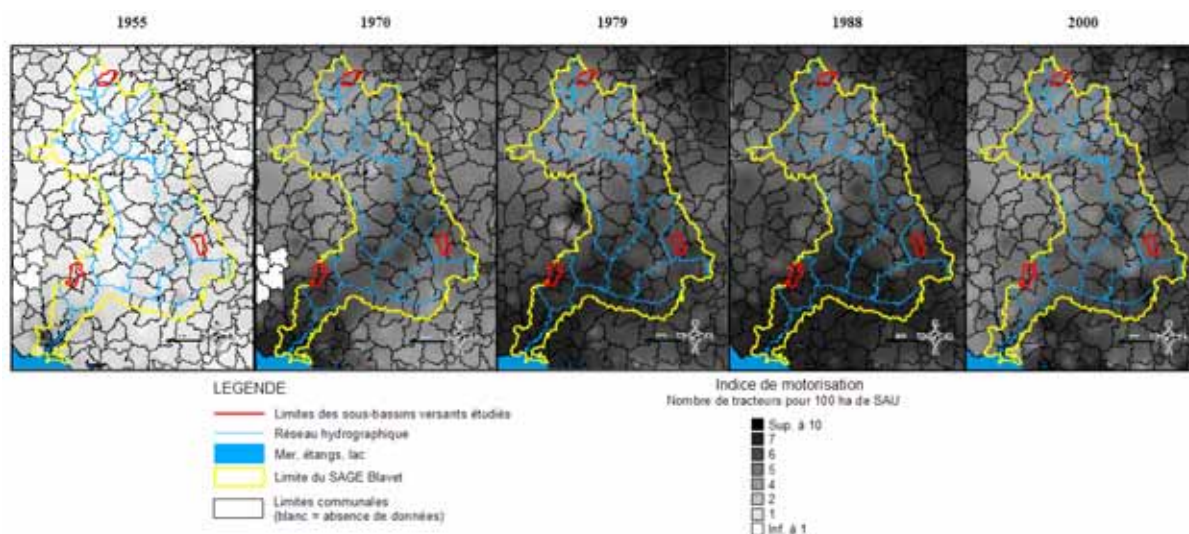 1955 1970 1979 1988 2000
LEGENDE
Limites des sous-bassins versants étudiés
Réseau hydrographique
Mer, étangs, lac
Limite du SAGE Blavet
Limites communales
(blanc = absence de données)
Indice de motorisation
Nombre de tracteurs pour 100 ha de SAU
Sup. à 10
7
6
5
4
2
1
Inf. à 1